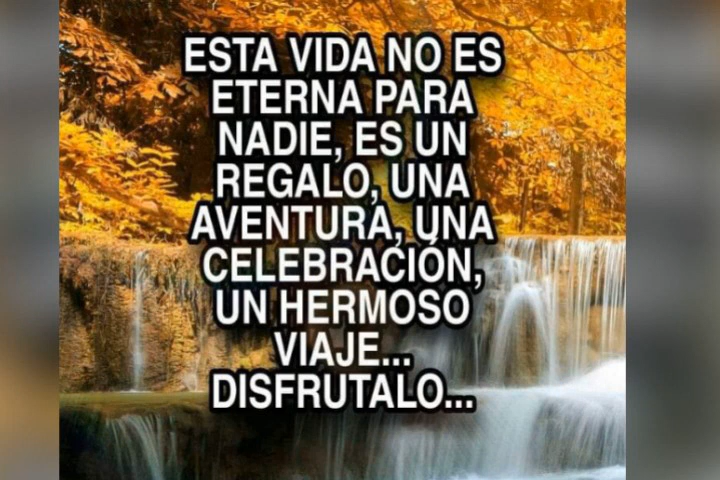 ESTA VIDA NO ES
ETERNA PARA
NADIE, ES UN
REGALO, UNA
AVENTURA, UNA
CELEBRACIÓN,
UN HERMOSO
VIAJE...
DISFRUTALO...